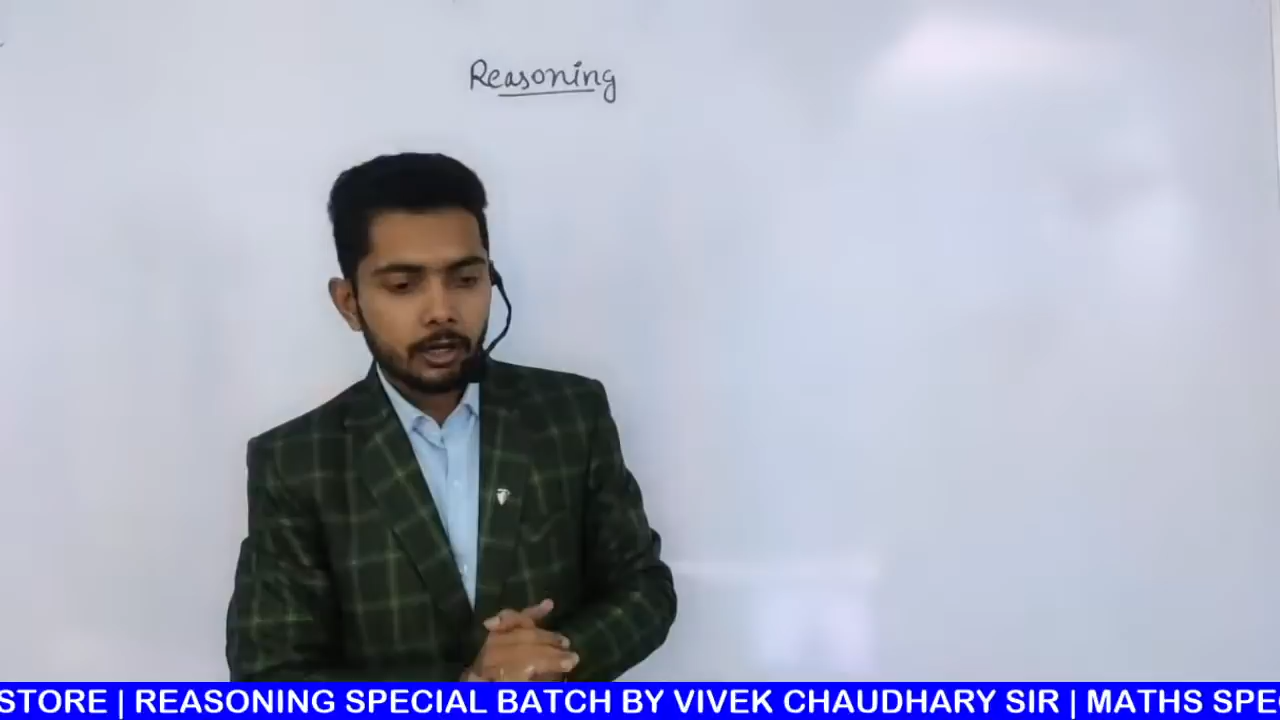 Reasoning
STORE | REASONING SPECIAL BATCH BY VIVEK CHAUDHARY SIR | MATHS SPE